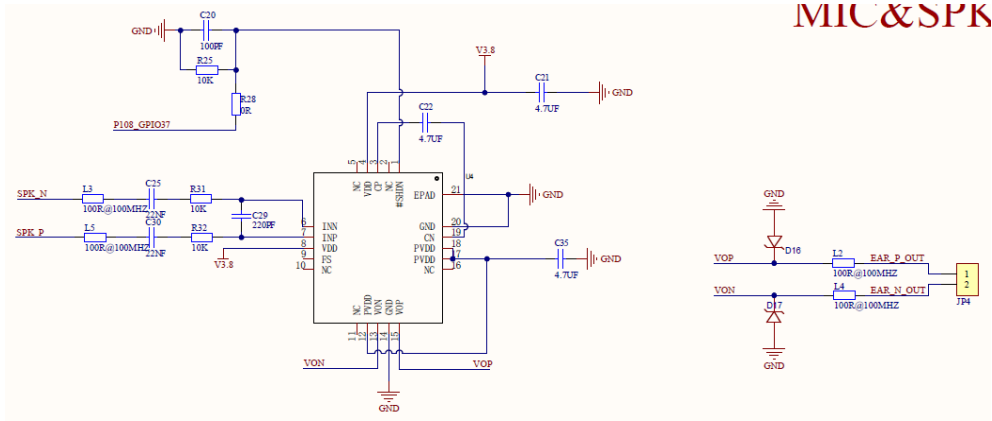 MIC&SPK
C20
GND
100PF
R25
10K
R28
0R
P108_GPIO37
V3.8
C21
GND
4.7UF
C22
4.7UF
5
4
3
2
1
NC
VDD
CP
NC
#SHDN
U4
SPK_N
L3
100R@100MHZ
C25
22NF
R31
10K
C29
220PF
SPK_P
L5
100R@100MHZ
C30
22NF
R32
10K
V3.8
6 INN
7 INP
8 VDD
9 FS
10 NC
EPAD 21
GND 20
CN 19
PVDD 18
PVDD 17
NC 16
GND
C35
GND
4.7UF
NC
PVDD
VON
GND
VOP
11
12
13
14
15
VON
VOP
GND
GND
D16
VOP
L2
EAR_P_OUT
100R@100MHZ
VON
L4
EAR_N_OUT
100R@100MHZ
D17
GND
1
2
JP4